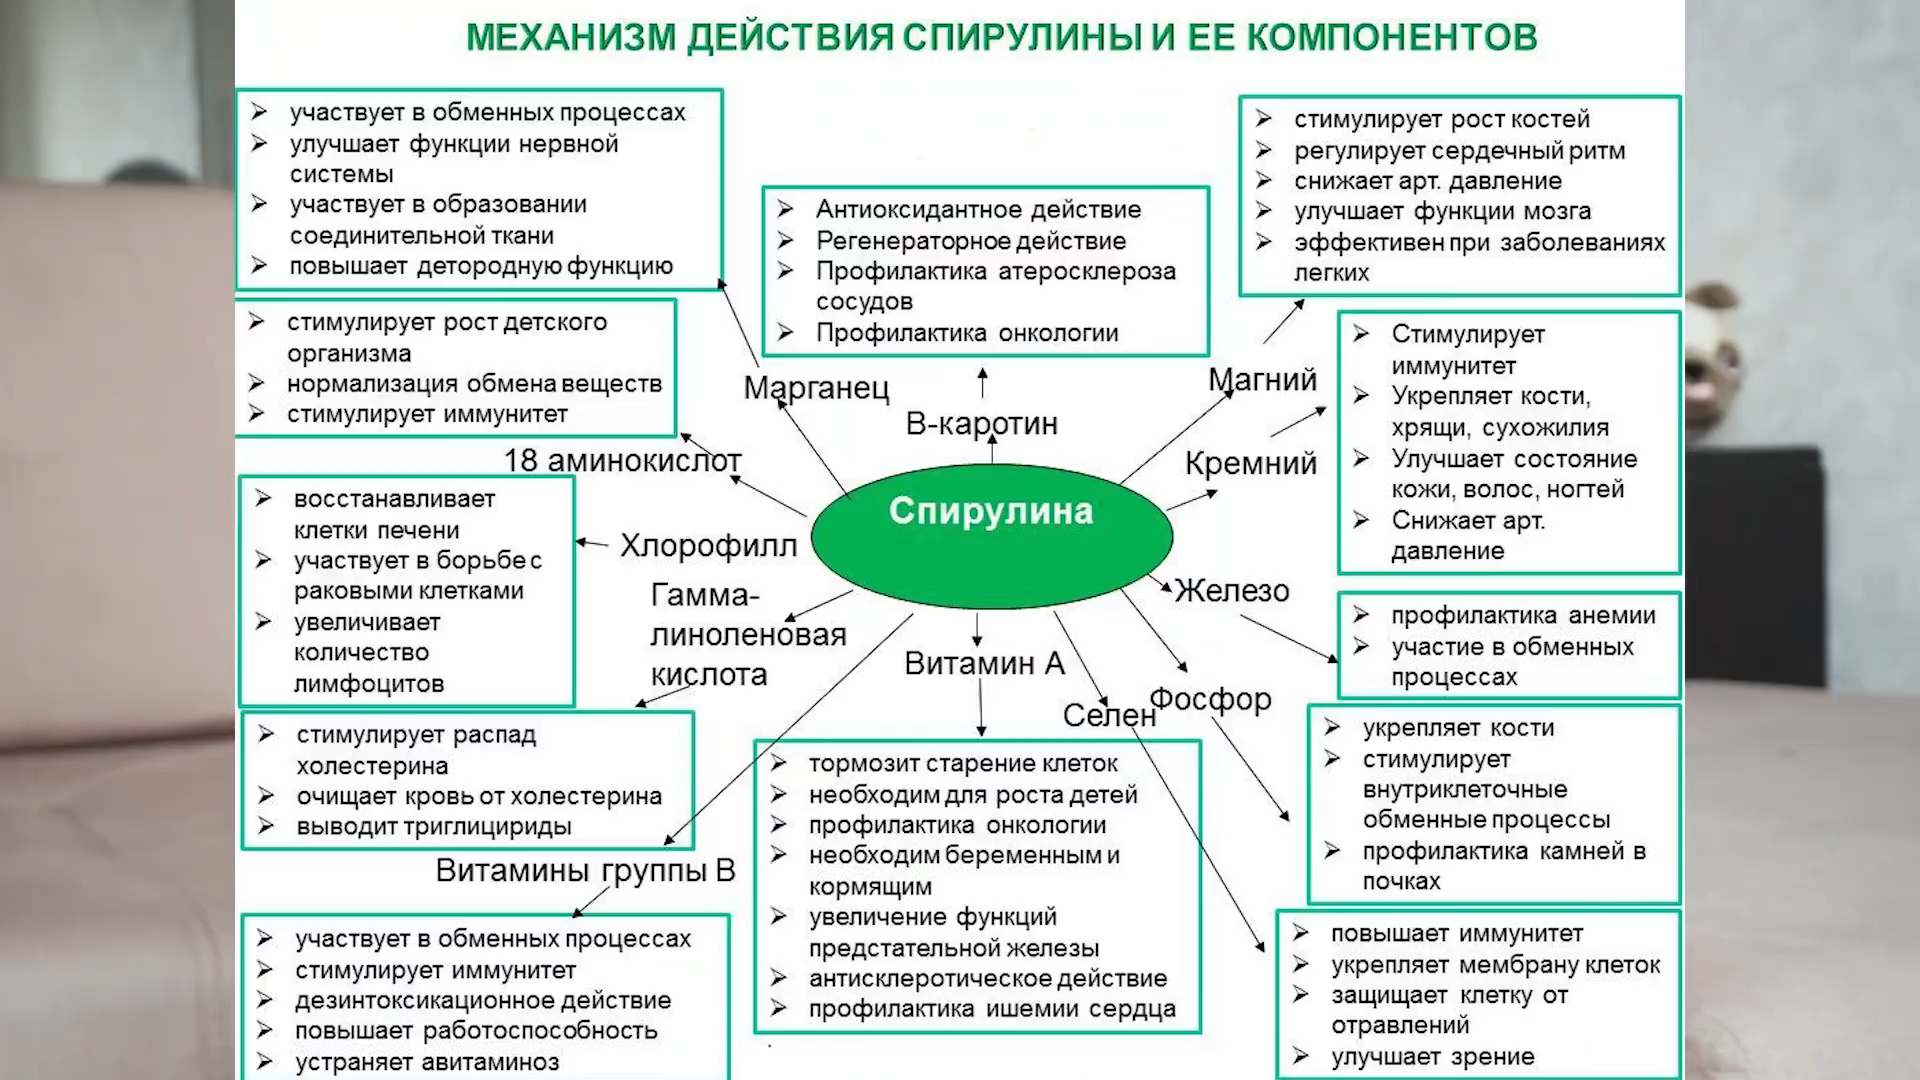 МЕХАНИЗМ ДЕЙСТВИЯ СПИРУЛИНЫ И ЕЕ КОМПОНЕНТОВ
участвует в обменных процессах
улучшает функции нервной
системы
участвует в образовании
соединительной ткани
повышает детородную функцию
Марганец
Антиоксидантное действие
Регенераторное действие
Профилактика атеросклероза
сосудов
Профилактика онкологии
В-каротин
стимулирует рост костей
регулирует сердечный ритм
снижает арт. давление
улучшает функции мозга
эффективен при заболеваниях
легких
Магний
стимулирует рост детского
организма
нормализация обмена веществ
стимулирует иммунитет
18 аминокислот
Стимулирует
иммунитет
Укрепляет кости,
хрящи, сухожилия
Улучшает состояние
кожи, волос, ногтей
Снижает арт.
давление
Кремний
Спирулина
восстанавливает
клетки печени
участвует в борьбе с
раковыми клетками
увеличивает
количество
лимфоцитов
Хлорофилл
Гамма-
линоленовая
кислота
Железо
профилактика анемии
участие в обменных
процессах
Витамин А
Селен
Фосфор
стимулирует распад
холестерина
очищает кровь от холестерина
выводит триглицириды
Витамины группы В
тормозит старение клеток
необходим для роста детей
профилактика онкологии
необходим беременным и
кормящим
увеличение функций
предстательной железы
антисклеротическое действие
профилактика ишемии сердца
укрепляет кости
стимулирует
внутриклеточные
обменные процессы
профилактика камней в
почках
участвует в обменных процессах
стимулирует иммунитет
дезинтоксикационное действие
повышает работоспособность
устраняет авитаминоз
повышает иммунитет
укрепляет мембрану клеток
защищает клетку от
отравлений
улучшает зрение